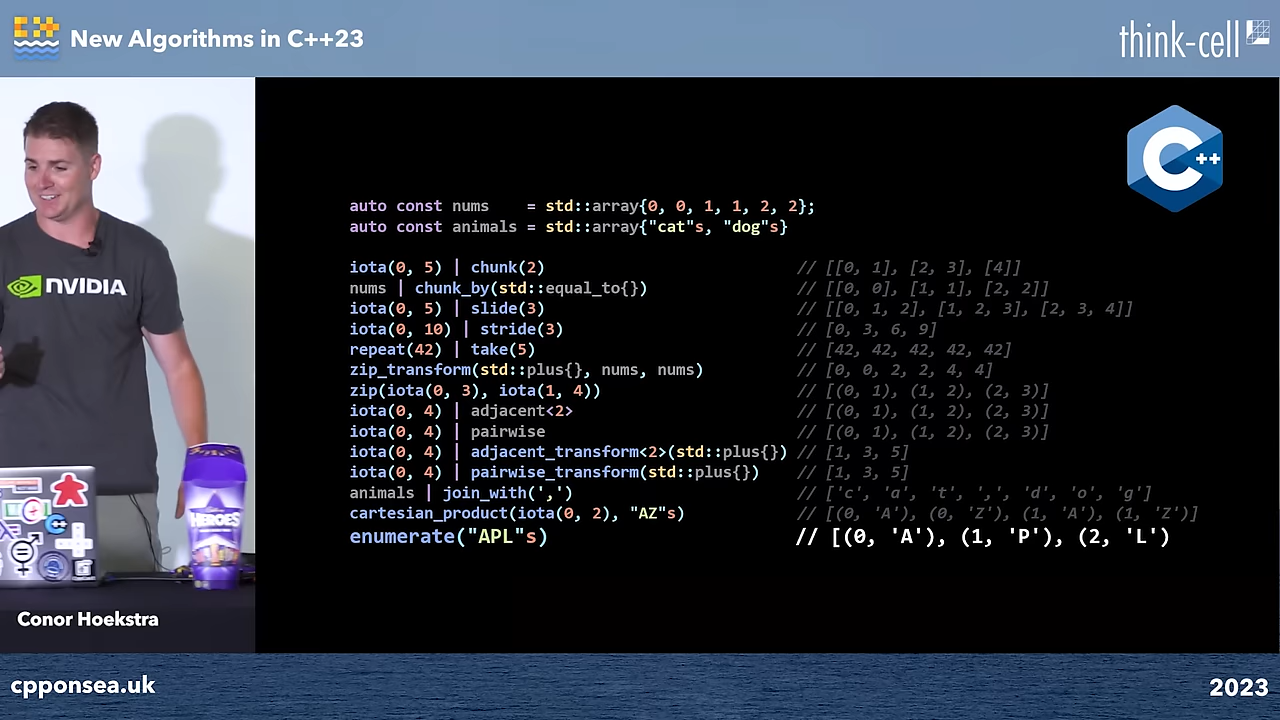 New Algorithms in C++23
think-cell
C++
NVIDIA
auto const nums    = std::array{0, 0, 1, 1, 2, 2};
auto const animals = std::array{"cat"s, "dog"s}
iota(0, 5) | chunk(2) // [[0, 1], [2, 3], [4]]
nums | chunk_by(std::equal_to{}) // [[0, 0], [1, 1], [2, 2]]
iota(0, 5) | slide(3) // [[0, 1, 2], [1, 2, 3], [2, 3, 4]]
iota(0, 10) | stride(3) // [0, 3, 6, 9]
repeat(42) | take(5) // [42, 42, 42, 42, 42]
zip_transform(std::plus{}, nums, nums) // [0, 0, 2, 2, 4, 4]
zip(iota(0, 3), iota(1, 4)) // [(0, 1), (1, 2), (2, 3)]
iota(0, 4) | adjacent<2> // [(0, 1), (1, 2), (2, 3)]
iota(0, 4) | pairwise // [(0, 1), (1, 2), (2, 3)]
iota(0, 4) | adjacent_transform<2>(std::plus{}) // [1, 3, 5]
iota(0, 4) | pairwise_transform(std::plus{}) // [1, 3, 5]
animals | join_with(',') // ['c', 'a', 't', ',', 'd', 'o', 'g']
cartesian_product(iota(0, 2), "AZ"s) // [(0, 'A'), (0, 'Z'), (1, 'A'), (1, 'Z')]
enumerate("APL"s) // [(0, 'A'), (1, 'P'), (2, 'L')
HEROES
C++
Conor Hoekstra
cpponsea.uk
2023